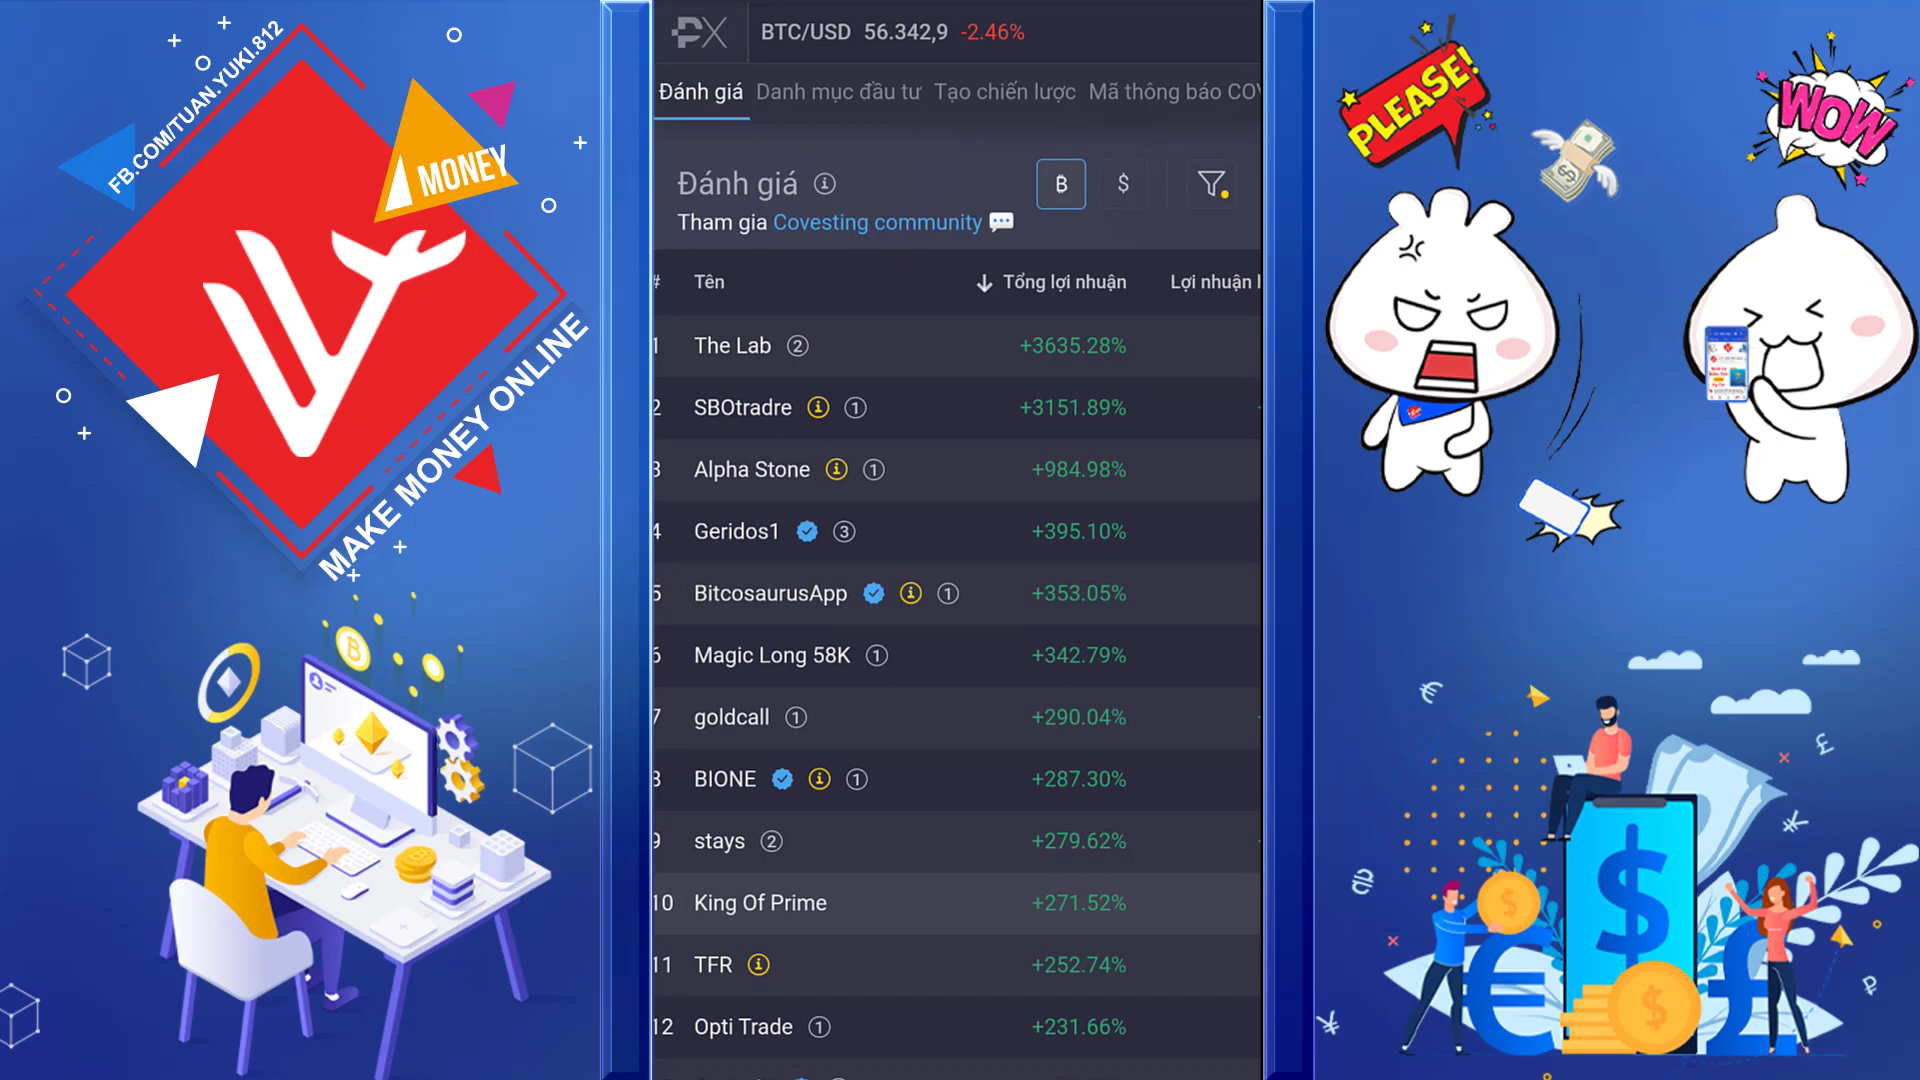 FB.COM/TUAN.YUKI.812
MONEY
MAKE MONEY ONLINE
PX
BTC/USD 56.342,9 -2.46%
Đánh giá Danh mục đầu tư Tạo chiến lược Mã thông báo COV
Đánh giá
Tham gia Covesting community
# Tên Tổng lợi nhuận Lợi nhuận
1 The Lab 2 +3635.28%
2 SBOtradre 1 +3151.89%
3 Alpha Stone 1 +984.98%
4 Geridos1 3 +395.10%
5 BitcosaurusApp 1 +353.05%
6 Magic Long 58K 1 +342.79%
7 goldcall 1 +290.04%
8 BIONE 1 +287.30%
9 stays 2 +279.62%
10 King Of Prime +271.52%
11 TFR +252.74%
12 Opti Trade 1 +231.66%
PLEASE!
WOW